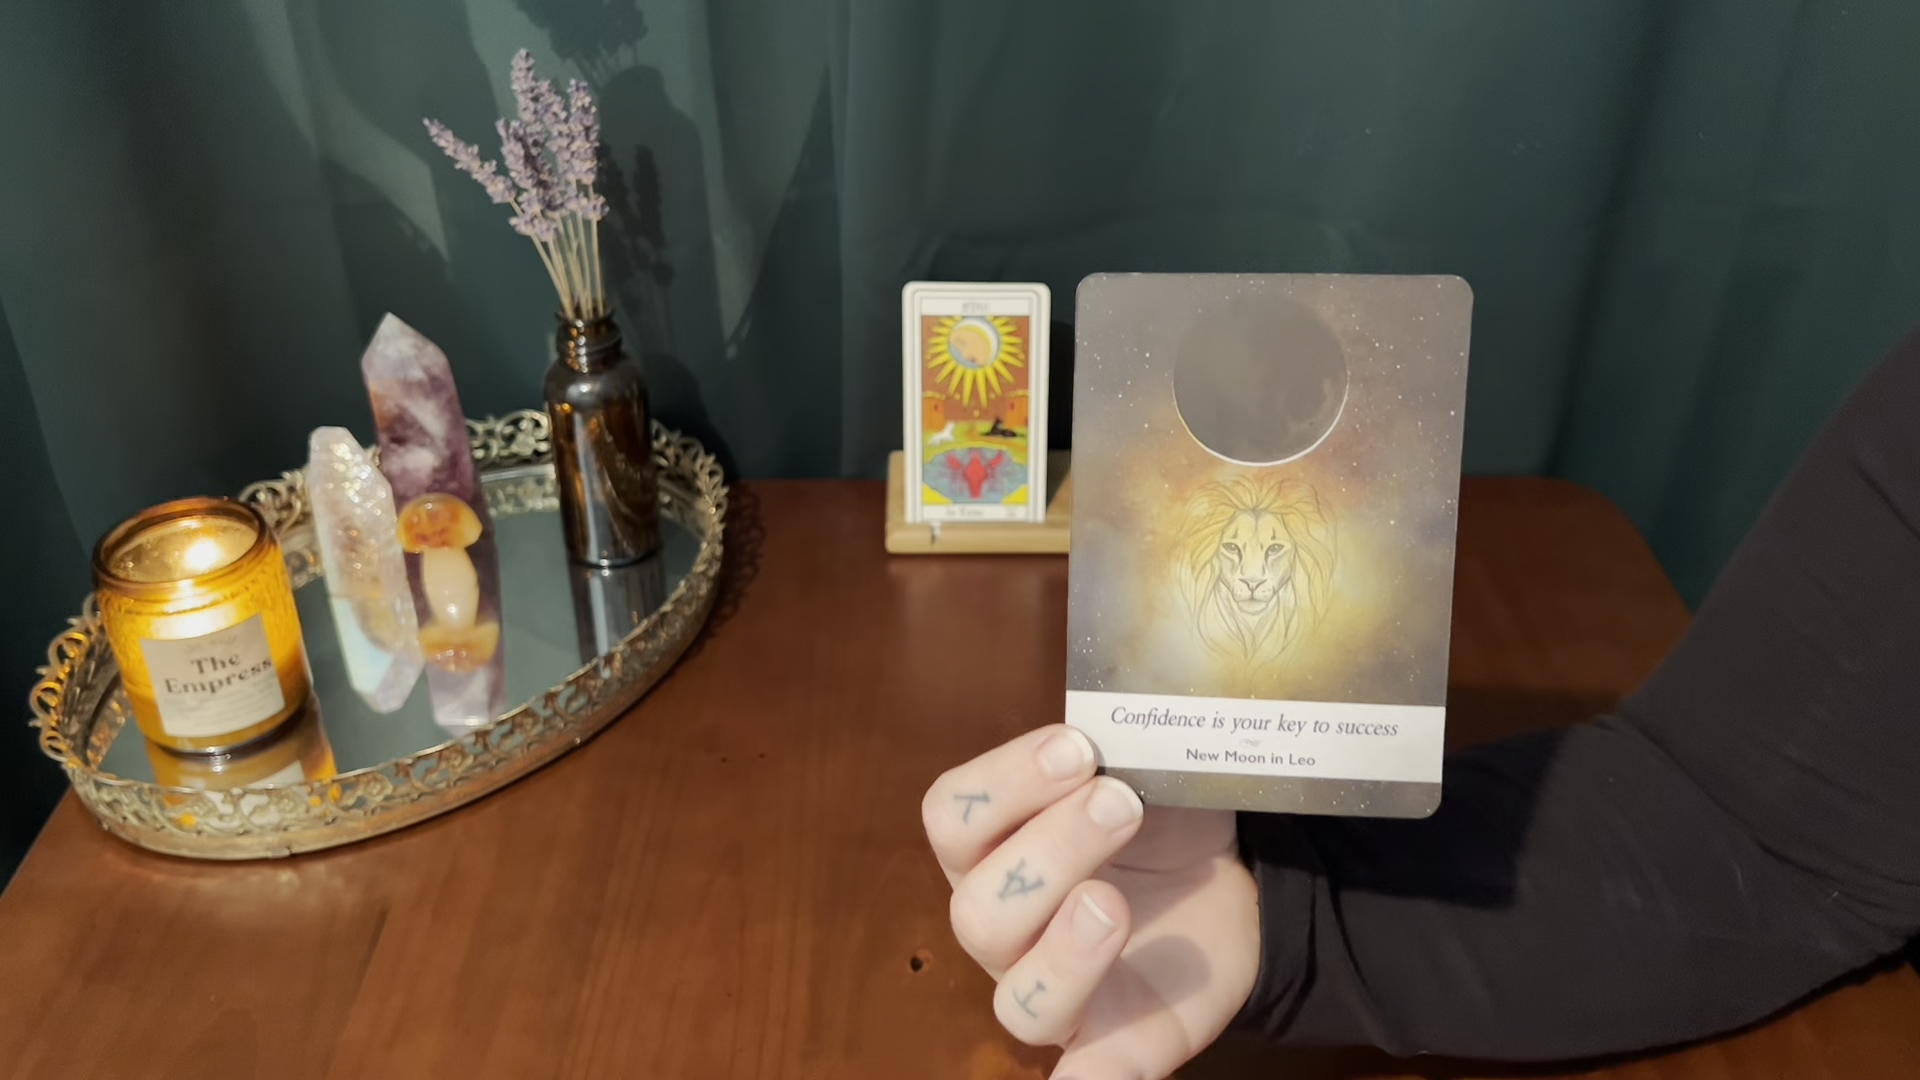 The
Empress
Confidence is your key to success
New Moon in Leo